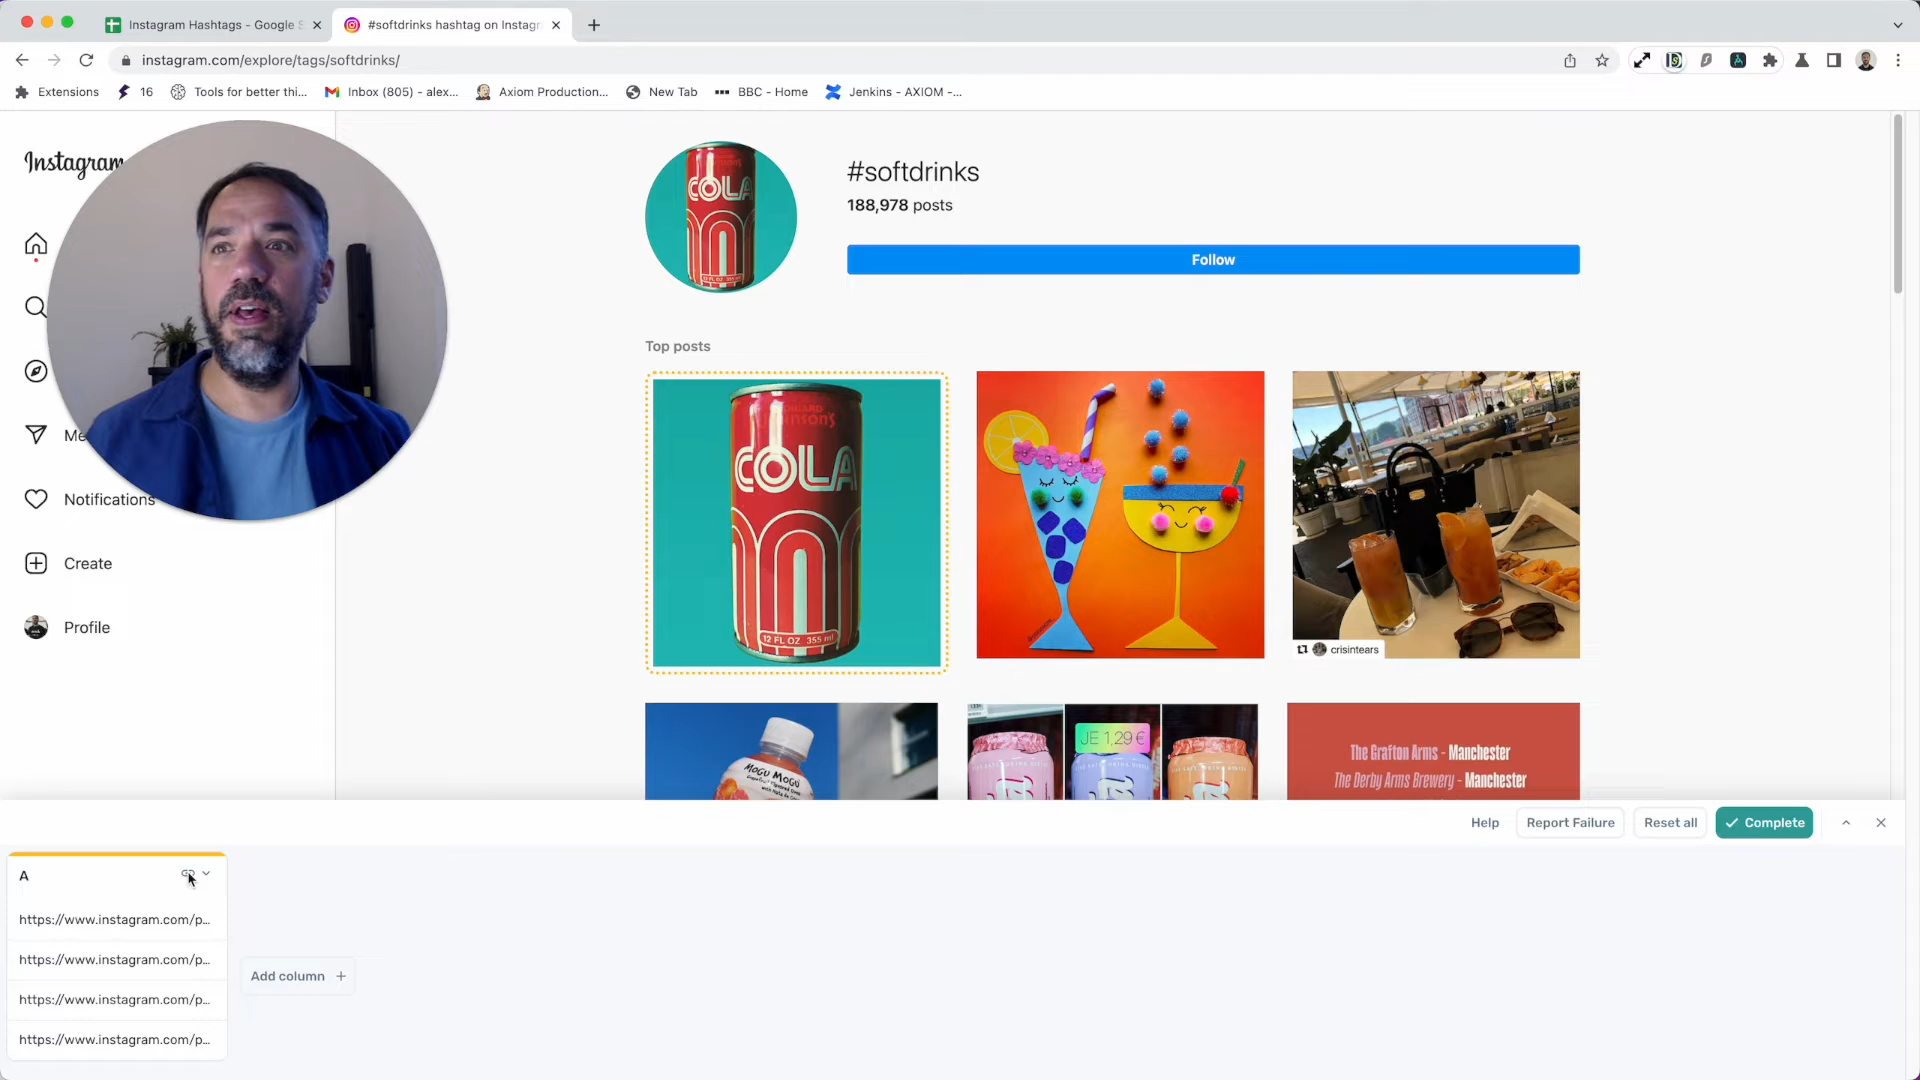 Instagram Hashtags - Google S
#softdrinks hashtag on Instagr
instagram.com/explore/tags/softdrinks/
Extensions
16
Tools for better thi...
Inbox (805) - alex...
Axiom Production...
New Tab
BBC - Home
Jenkins - AXIOM -...
Instagram
#softdrinks
188,978 posts
Follow
COLA
Top posts
Me
Notifications
Create
Profile
COLA
12 FL OZ 355 ml
crisintears
MOGU MOGU
JE 1,29 €
The Grafton Arms - Manchester
The Derby Arms Brewery - Manchester
Help
Report Failure
Reset all
Complete
A
https://www.instagram.com/p...
https://www.instagram.com/p...
https://www.instagram.com/p...
https://www.instagram.com/p...
Add column +